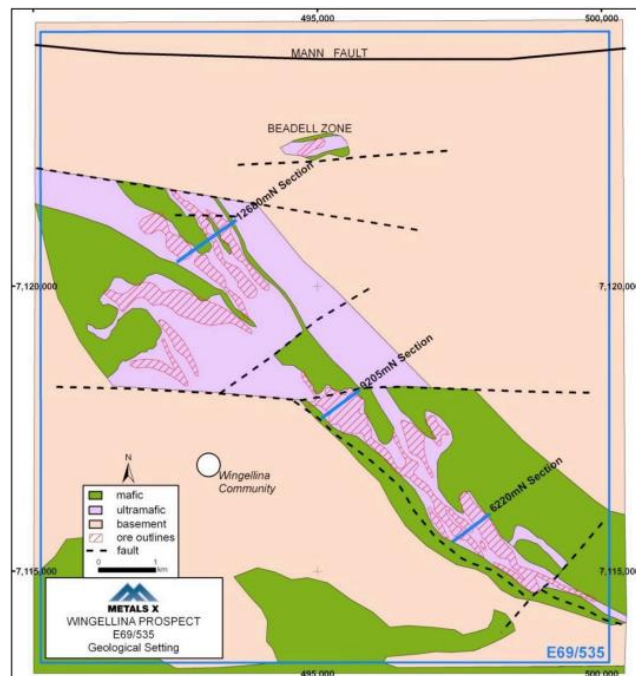 495,000
500,000
MANN FAULT
BEADELL ZONE
12680mN Section
7,120,000
7,120,000
9205mN Section
Wingellina
Community
N
6220mN Section
mafic
ultramafic
basement
ore outlines
fault
0
1
km
7,115,000
7,115,000
METALS X
WINGELLINA PROSPECT
E69/535
Geological Setting
E69/535
495,000
500,000